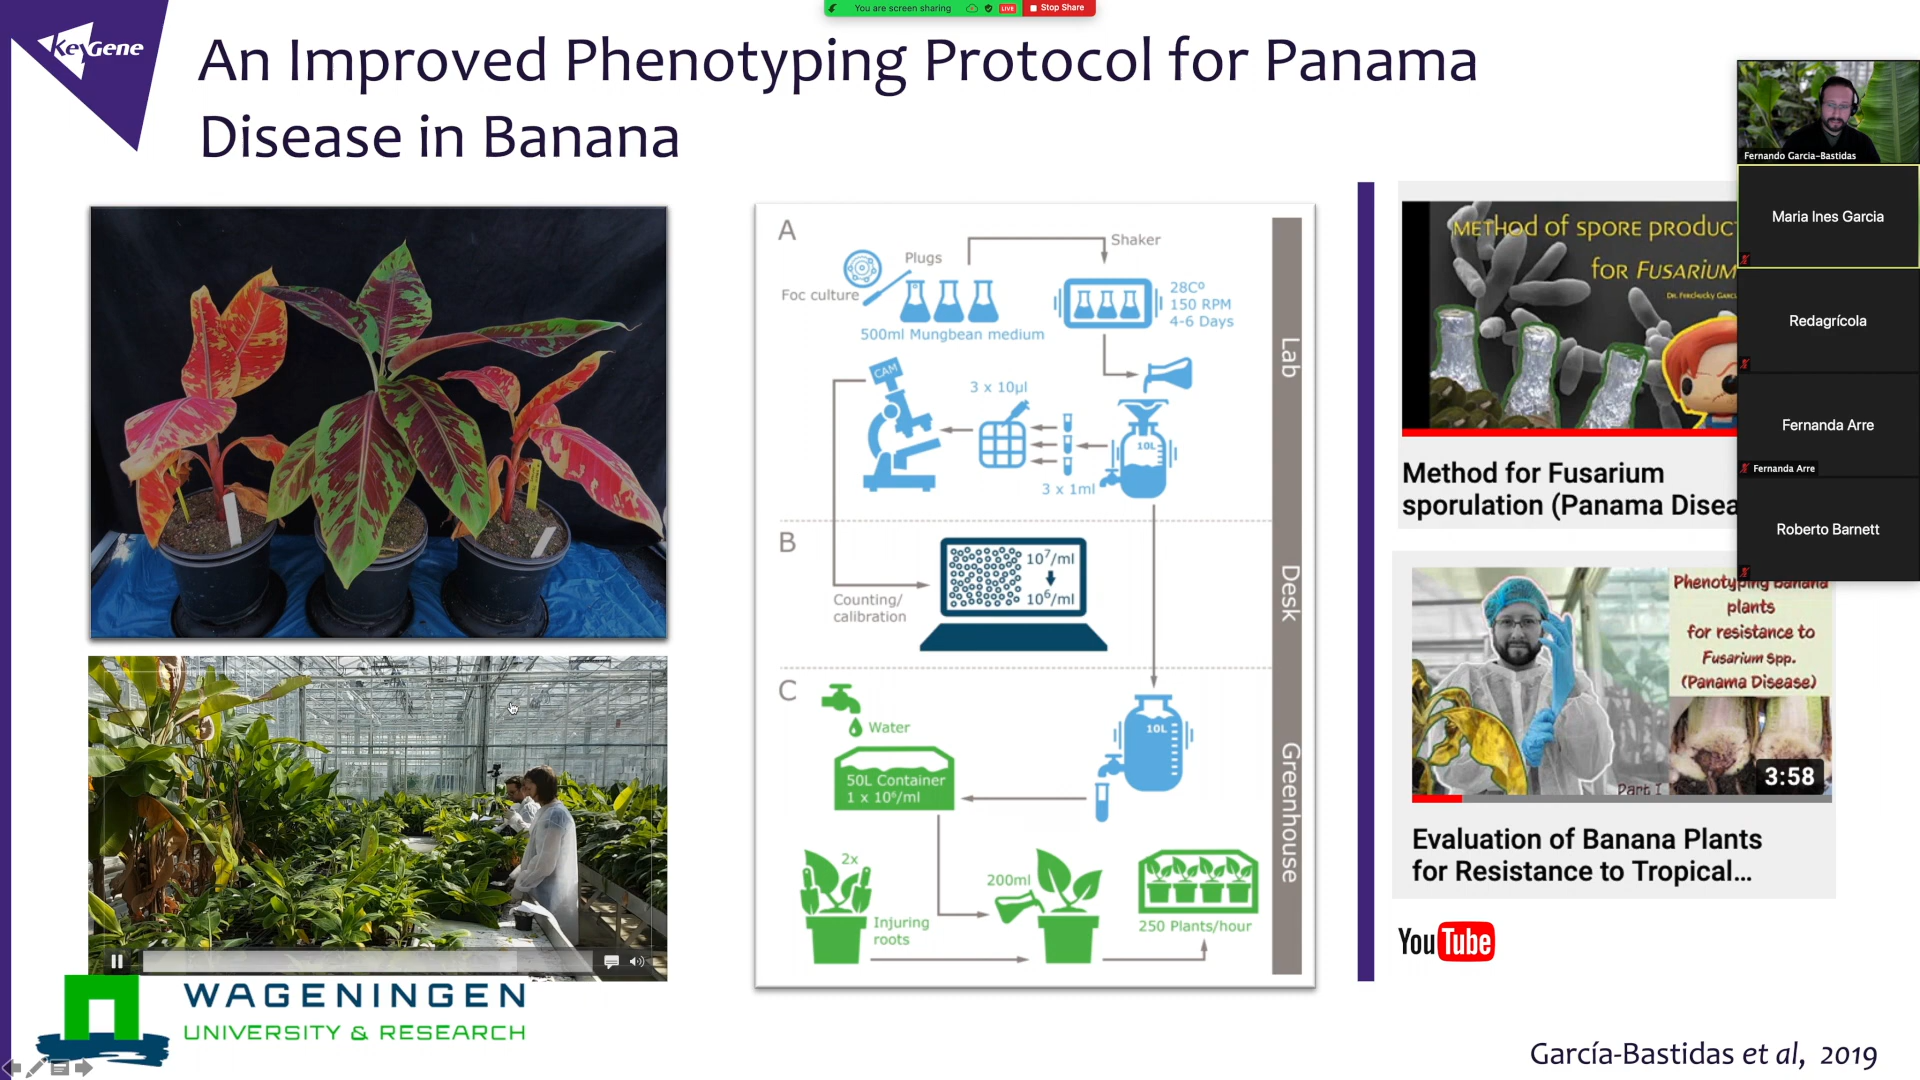 You are screen sharing
LIVE
Stop Share
KeyGene
An Improved Phenotyping Protocol for Panama
Disease in Banana
A
Shaker
Plugs
Foc culture
28Cº
150 RPM
4-6 Days
500ml Mungbean medium
Lab
CAM
3 x 10µl
10L
3 x 1ml
B
10⁷/ml
10⁶/ml
Counting/
calibration
Desk
C
Water
10L
50L Container
1 x 10⁶/ml
Greenhouse
2x
200ml
Injuring
roots
250 Plants/hour
METHOD OF SPORE PRODUCT
FOR FUSARIUM
Method for Fusarium
sporulation (Panama Disea
Phenotyping banana
plants
for resistance to
Fusarium spp.
(Panama Disease)
3:58
Part I
Evaluation of Banana Plants
for Resistance to Tropical...
YouTube
Fernando Garcia-Bastidas
Maria Ines Garcia
Redagrícola
Fernanda Arre
Fernanda Arre
Roberto Barnett
WAGENINGEN
UNIVERSITY & RESEARCH
García-Bastidas et al, 2019